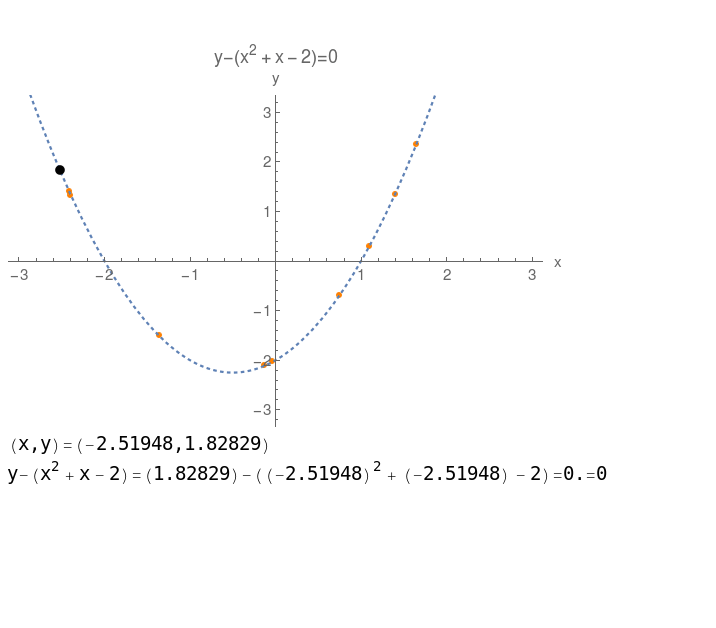 y−(x² + x − 2)=0
y
3
2
1
−3 −2 −1 1 2 3 x
−1
−2
−3
(x,y)=(−2.51948,1.82829)
y−(x² + x − 2)=(1.82829)−((−2.51948)² + (−2.51948) − 2)=0.=0